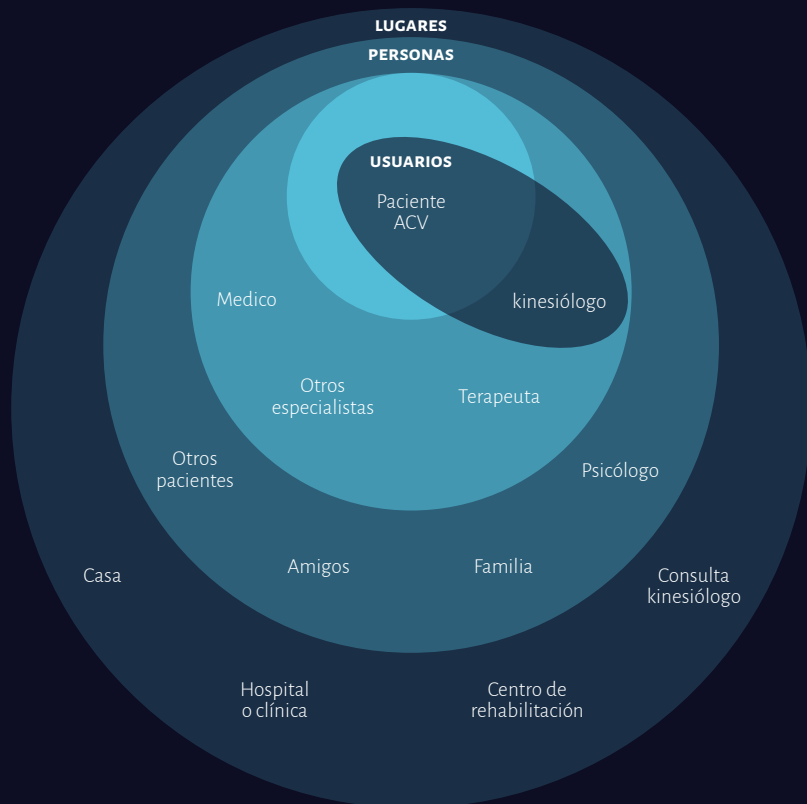 LUGARES
PERSONAS
USUARIOS
Paciente
ACV
Medico
kinesiólogo
Otros
especialistas
Terapeuta
Otros
pacientes
Psicólogo
Amigos
Familia
Casa
Consulta
kinesiólogo
Hospital
o clínica
Centro de
rehabilitación